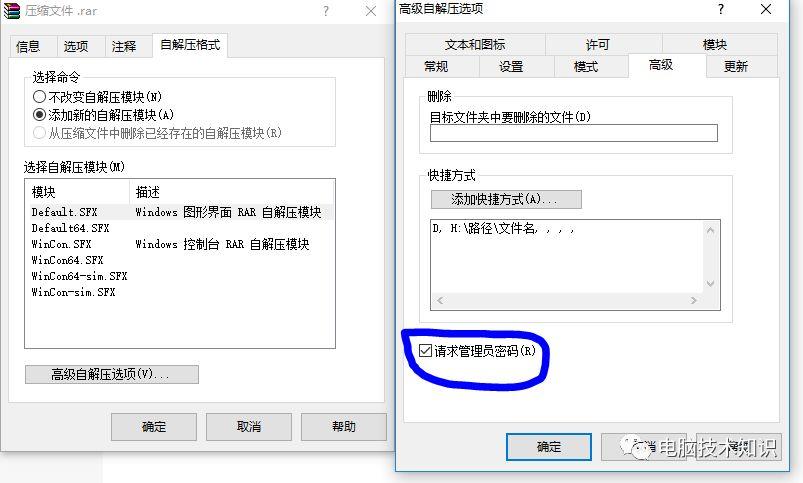 压缩文件 .rar
信息 选项 注释 自解压格式
选择命令
不改变自解压模块(N)
添加新的自解压模块(A)
从压缩文件中删除已经存在的自解压模块(R)
选择自解压模块(M)
模块 描述
Default.SFX Windows 图形界面 RAR 自解压模块
Default64.SFX
WinCon.SFX Windows 控制台 RAR 自解压模块
WinCon64.SFX
WinCon64-sim.SFX
WinCon-sim.SFX
高级自解压选项(V)...
确定 取消 帮助
高级自解压选项
文本和图标 许可 模块
常规 设置 模式 高级 更新
删除
目标文件夹中要删除的文件(D)
快捷方式
添加快捷方式(A)...
D, H:\路径\文件名, , , ,
请求管理员密码(R)
确定
电脑技术知识